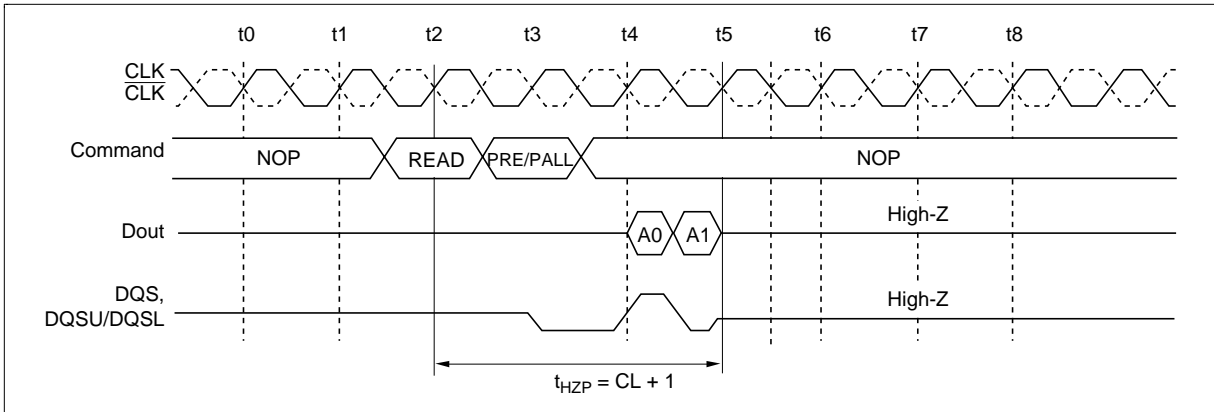 t0 t1 t2 t3 t4 t5 t6 t7 t8
CLK
CLK
Command NOP READ PRE/PALL NOP
Dout A0 A1 High-Z
DQS,
DQSU/DQSL High-Z
tHZP = CL + 1